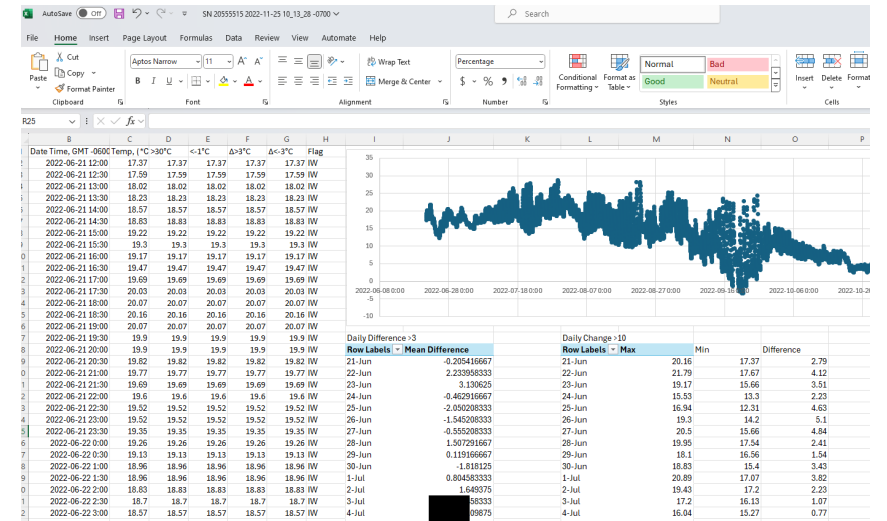 AutoSave Off SN 20555515 2022-11-25 10_13_28 -0700 Search
File Home Insert Page Layout Formulas Data Review View Automate Help
Cut Aptos Narrow 11 Wrap Text Percentage Normal Bad
Paste Copy Format Painter B I U Merge & Center $ % Conditional Formatting Format as Table Good Neutral Insert Delete Format
Clipboard Font Alignment Number Styles Cells
R25 fx
B C D E F G H I J K L M N O P
Date Time, GMT -0600 Temp, (°C >30°C <-1°C Δ>3°C Δ<-3°C Flag
2022-06-21 12:00 17.37 17.37 17.37 17.37 17.37 IW
2022-06-21 12:30 17.59 17.59 17.59 17.59 17.59 IW
2022-06-21 13:00 18.02 18.02 18.02 18.02 18.02 IW
2022-06-21 13:30 18.23 18.23 18.23 18.23 18.23 IW
2022-06-21 14:00 18.57 18.57 18.57 18.57 18.57 IW
2022-06-21 14:30 18.83 18.83 18.83 18.83 18.83 IW
2022-06-21 15:00 19.22 19.22 19.22 19.22 19.22 IW
2022-06-21 15:30 19.3 19.3 19.3 19.3 19.3 IW
2022-06-21 16:00 19.17 19.17 19.17 19.17 19.17 IW
2022-06-21 16:30 19.47 19.47 19.47 19.47 19.47 IW
2022-06-21 17:00 19.69 19.69 19.69 19.69 19.69 IW
2022-06-21 17:30 20.03 20.03 20.03 20.03 20.03 IW
2022-06-21 18:00 20.07 20.07 20.07 20.07 20.07 IW
2022-06-21 18:30 20.16 20.16 20.16 20.16 20.16 IW
2022-06-21 19:00 20.07 20.07 20.07 20.07 20.07 IW
35
30
25
20
15
10
5
0
2022-06-08 0:00 2022-06-28 0:00 2022-07-18 0:00 2022-08-07 0:00 2022-08-27 0:00 2022-09-16 0:00 2022-10-06 0:00 2022-10-26
-5
-10
2022-06-21 19:30 19.9 19.9 19.9 19.9 19.9 IW Daily Difference >3 Daily Change >10
2022-06-21 20:00 19.9 19.9 19.9 19.9 19.9 IW Row Labels Mean Difference Row Labels Max Min Difference
2022-06-21 20:30 19.82 19.82 19.82 19.82 19.82 IW 21-Jun -0.205416667 21-Jun 20.16 17.37 2.79
2022-06-21 21:00 19.77 19.77 19.77 19.77 19.77 IW 22-Jun 2.233958333 22-Jun 21.79 17.67 4.12
2022-06-21 21:30 19.69 19.69 19.69 19.69 19.69 IW 23-Jun 3.130625 23-Jun 19.17 15.66 3.51
2022-06-21 22:00 19.6 19.6 19.6 19.6 19.6 IW 24-Jun -0.462916667 24-Jun 15.53 13.3 2.23
2022-06-21 22:30 19.52 19.52 19.52 19.52 19.52 IW 25-Jun -2.050208333 25-Jun 16.94 12.31 4.63
2022-06-21 23:00 19.52 19.52 19.52 19.52 19.52 IW 26-Jun -1.545208333 26-Jun 19.3 14.2 5.1
2022-06-21 23:30 19.35 19.35 19.35 19.35 19.35 IW 27-Jun -0.555208333 27-Jun 20.5 15.66 4.84
2022-06-22 0:00 19.26 19.26 19.26 19.26 19.26 IW 28-Jun 1.507291667 28-Jun 19.95 17.54 2.41
2022-06-22 0:30 19.13 19.13 19.13 19.13 19.13 IW 29-Jun 0.119166667 29-Jun 18.1 16.56 1.54
2022-06-22 1:00 18.96 18.96 18.96 18.96 18.96 IW 30-Jun -1.818125 30-Jun 18.83 15.4 3.43
2022-06-22 1:30 18.96 18.96 18.96 18.96 18.96 IW 1-Jul 0.804583333 1-Jul 20.89 17.07 3.82
2022-06-22 2:00 18.83 18.83 18.83 18.83 18.83 IW 2-Jul 1.649375 2-Jul 19.43 17.2 2.23
2022-06-22 2:30 18.7 18.7 18.7 18.7 18.7 IW 3-Jul 58333 3-Jul 17.2 16.13 1.07
2022-06-22 3:00 18.57 18.57 18.57 18.57 18.57 IW 4-Jul 09875 4-Jul 16.04 15.27 0.77